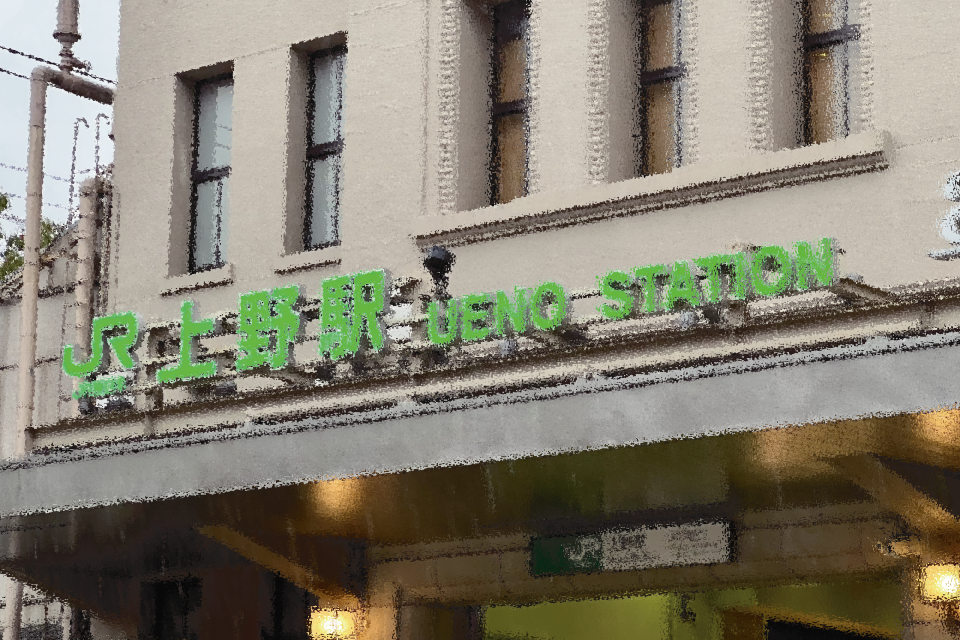 JR上野駅 UENO STATION